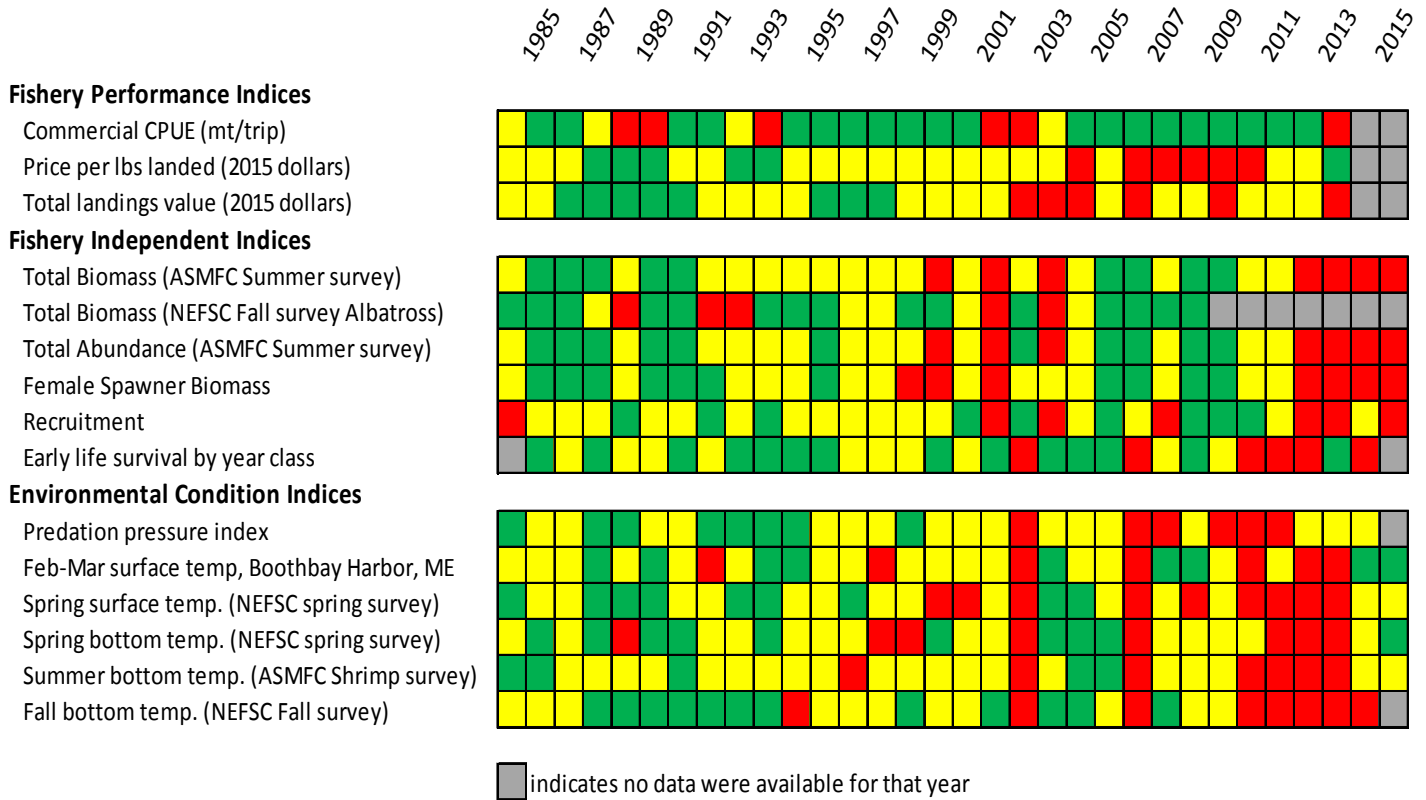 1985 1987 1989 1991 1993 1995 1997 1999 2001 2003 2005 2007 2009 2011 2013 2015
Fishery Performance Indices
Commercial CPUE (mt/trip)
Price per lbs landed (2015 dollars)
Total landings value (2015 dollars)
Fishery Independent Indices
Total Biomass (ASMFC Summer survey)
Total Biomass (NEFSC Fall survey Albatross)
Total Abundance (ASMFC Summer survey)
Female Spawner Biomass
Recruitment
Early life survival by year class
Environmental Condition Indices
Predation pressure index
Feb-Mar surface temp, Boothbay Harbor, ME
Spring surface temp. (NEFSC spring survey)
Spring bottom temp. (NEFSC spring survey)
Summer bottom temp. (ASMFC Shrimp survey)
Fall bottom temp. (NEFSC Fall survey)
indicates no data were available for that year